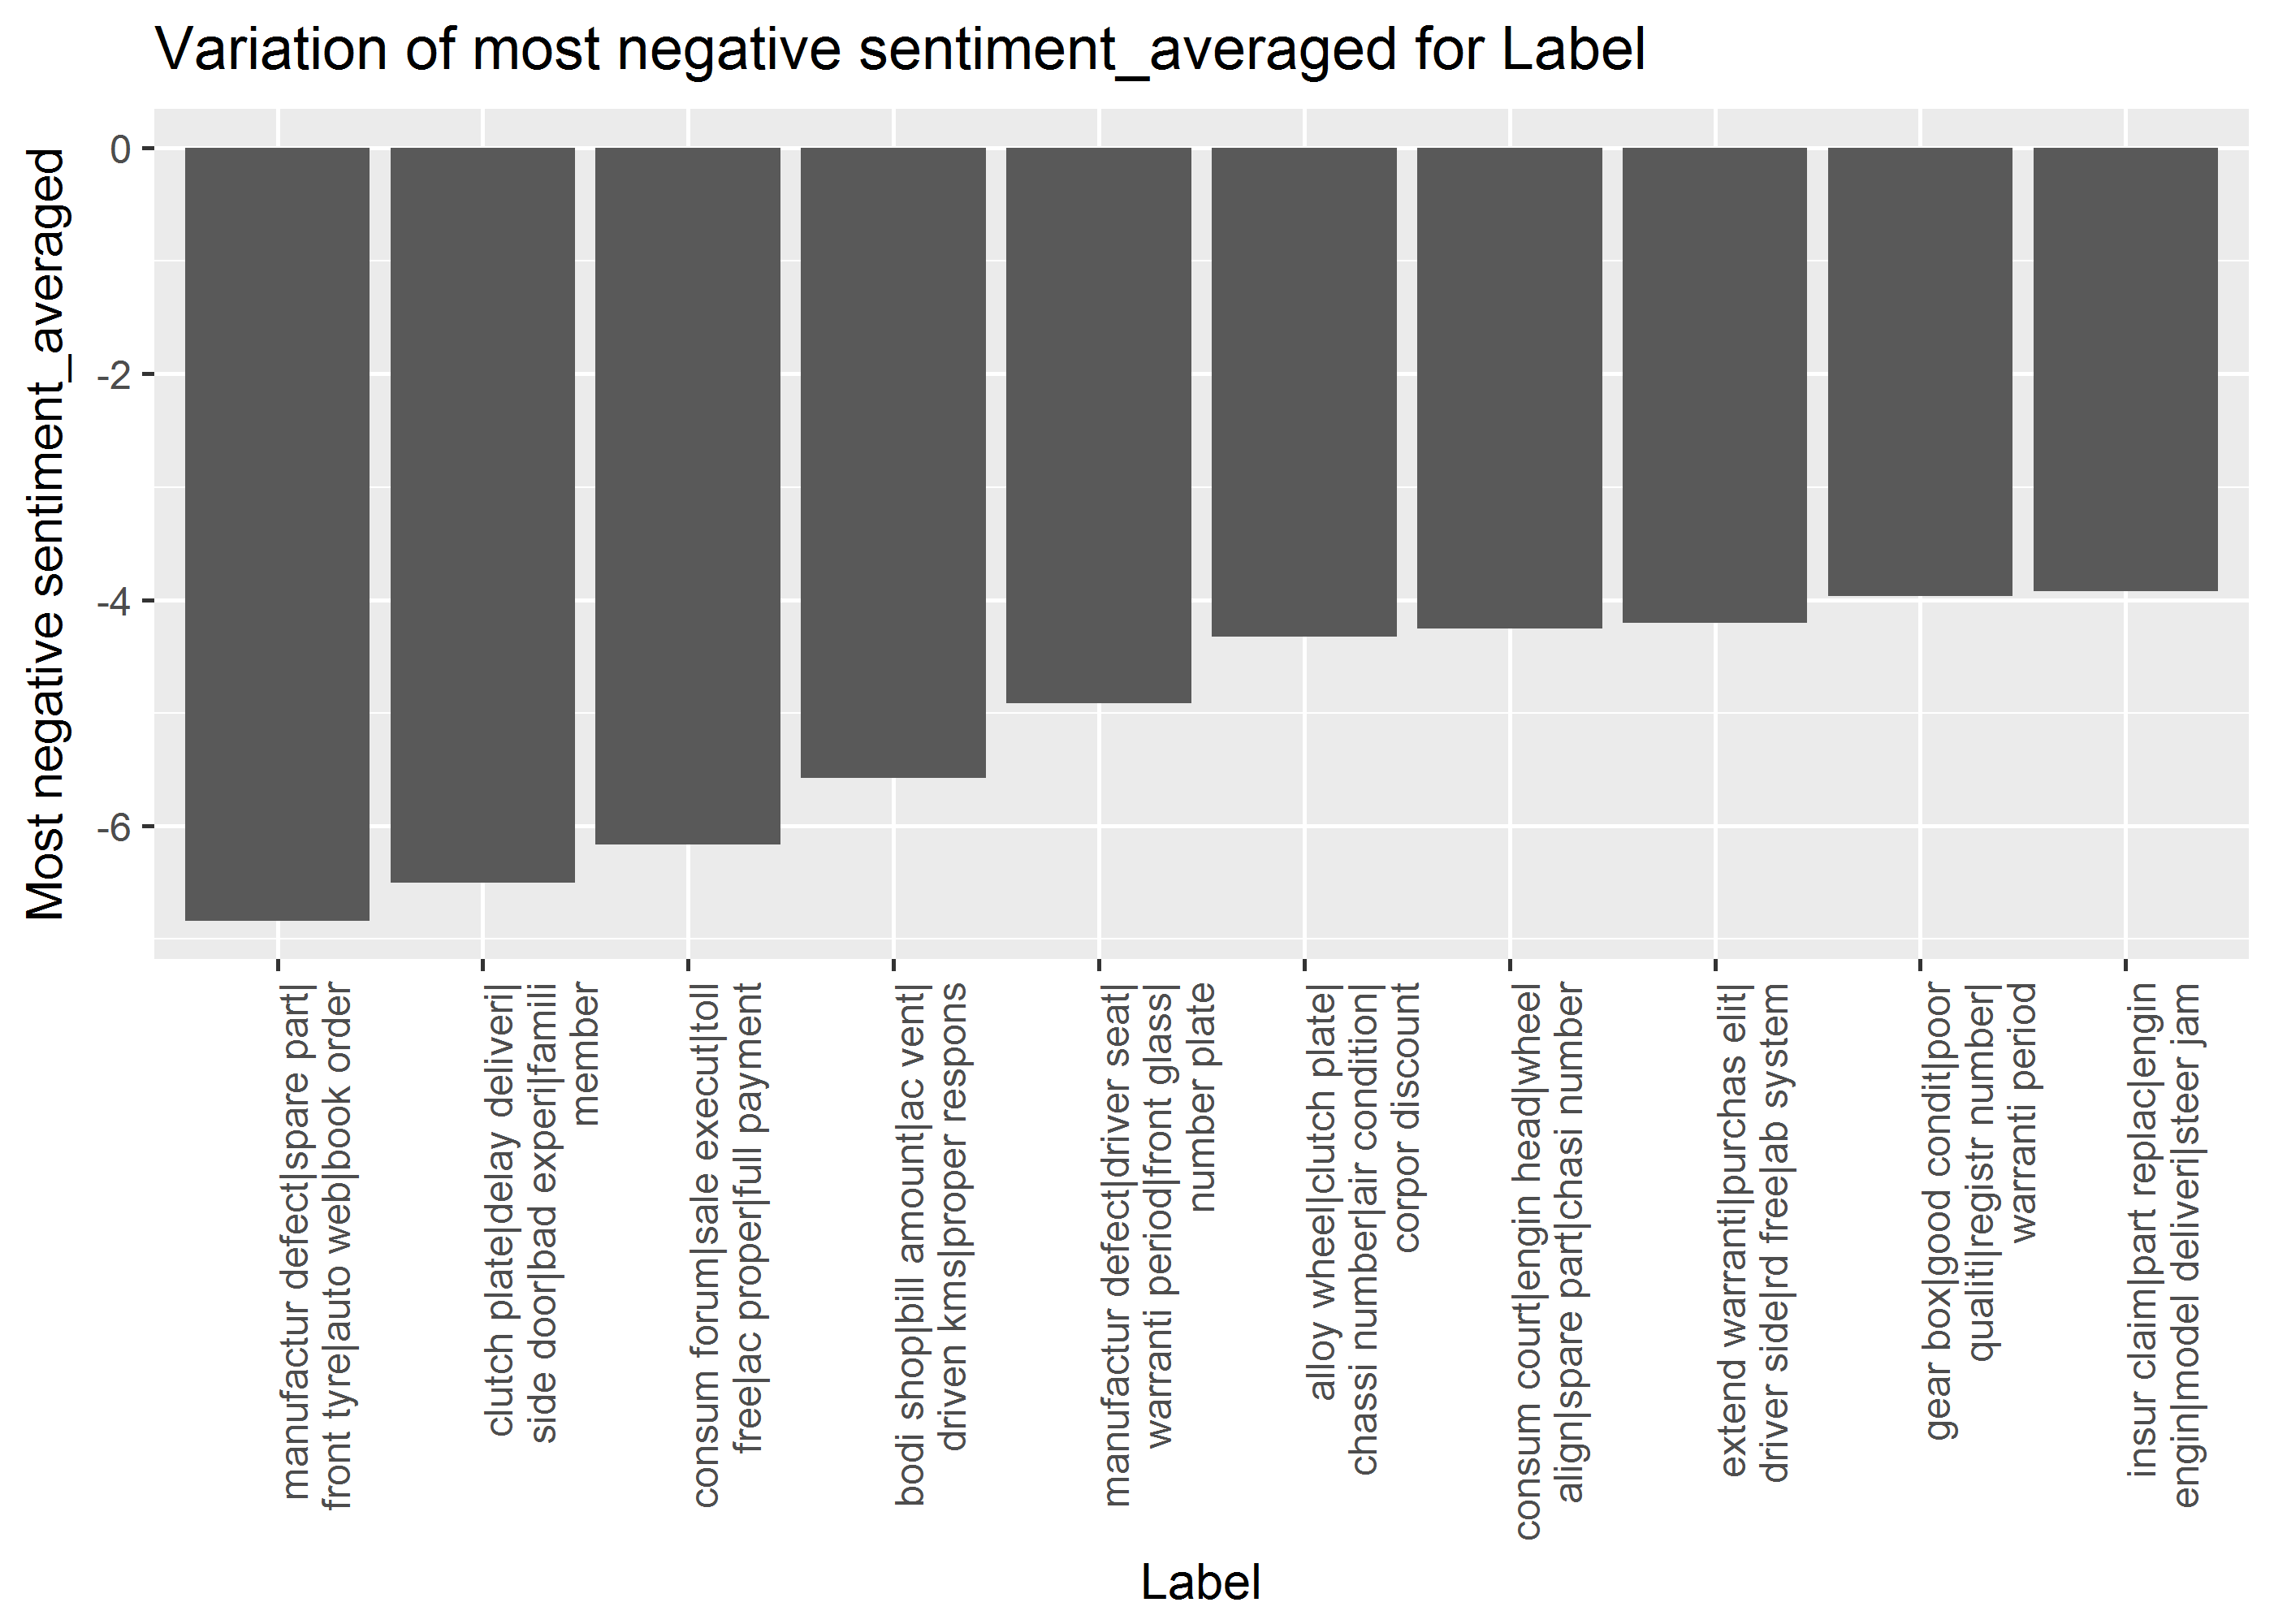 Variation of most negative sentiment_averaged for Label
Most negative sentiment_averaged
0
-2
-4
-6
manufactur defect|spare part|
front tyre|auto web|book order
clutch plate|delay deliveri|
side door|bad experi|famili
member
consum forum|sale execut|toll
free|ac proper|full payment
bodi shop|bill amount|ac vent|
driven kms|proper respons
manufactur defect|driver seat|
warranti period|front glass|
number plate
alloy wheel|clutch plate|
chassi number|air condition|
corpor discount
consum court|engin head|wheel
align|spare part|chasi number
extend warranti|purchas elit|
driver side|rd free|ab system
gear box|good condit|poor
qualiti|registr number|
warranti period
insur claim|part replac|engin
engin|model deliveri|steer jam
Label